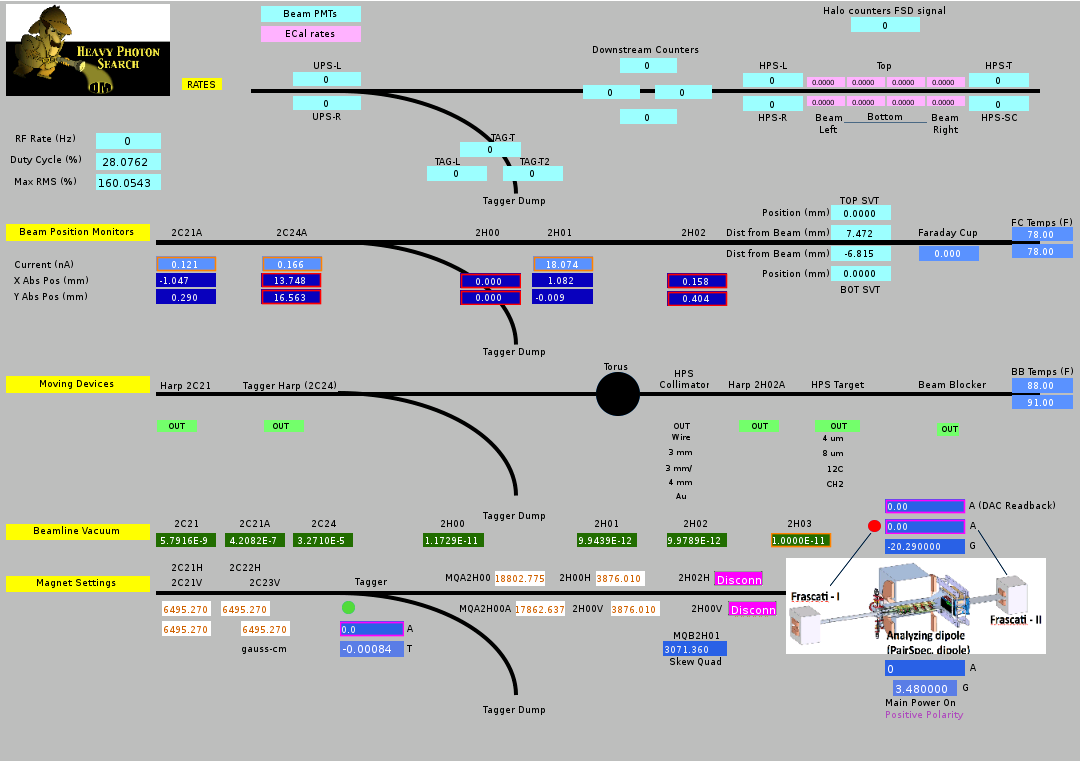 HEAVY PHOTON
SEARCH
Beam PMTs
ECal rates
Halo counters FSD signal
0
Downstream Counters
0
0 0
0
RATES
UPS-L
0
0
UPS-R
HPS-L Top HPS-T
0 0.0000 0.0000 0.0000 0.0000 0
0 0.0000 0.0000 0.0000 0.0000 0
HPS-R Beam Left Bottom Beam Right HPS-SC
RF Rate (Hz) 0
Duty Cycle (%) 28.0762
Max RMS (%) 160.0543
TAG-T
0
TAG-L TAG-T2
0 0
Tagger Dump
TOP SVT
Position (mm) 0.0000
Dist from Beam (mm) 7.472
Dist from Beam (mm) -6.815
Position (mm) 0.0000
BOT SVT
Faraday Cup
0.000
FC Temps (F)
78.00
78.00
Beam Position Monitors 2C21A 2C24A 2H00 2H01 2H02
Current (nA) 0.121 0.166 18.074
X Abs Pos (mm) -1.047 13.748 0.000 1.082 0.158
Y Abs Pos (mm) 0.290 16.563 0.000 -0.009 0.404
Tagger Dump
Moving Devices Harp 2C21 Tagger Harp (2C24) Torus HPS Collimator Harp 2H02A HPS Target Beam Blocker
BB Temps (F)
88.00
91.00
OUT OUT OUT OUT OUT OUT
Wire 4 um
3 mm 8 um
3 mm/ 12C
4 mm CH2
Au
Tagger Dump
Beamline Vacuum 2C21 2C21A 2C24 2H00 2H01 2H02 2H03
5.7916E-9 4.2082E-7 3.2710E-5 1.1729E-11 9.9439E-12 9.9789E-12 1.0000E-11
0.00 A (DAC Readback)
0.00 A
-20.290000 G
Magnet Settings
2C21H 2C22H
2C21V 2C23V Tagger
6495.270 6495.270
6495.270 6495.270
gauss-cm
0.0 A
-0.00084 T
MQA2H00 18802.775 2H00H 3876.010 2H02H Disconn
MQA2H00A 17862.637 2H00V 3876.010 2H00V Disconn
MQB2H01
3071.360
Skew Quad
Frascati - I
Frascati - II
Analyzing dipole
(PairSpec. dipole)
0 A
3.480000 G
Main Power On
Positive Polarity
Tagger Dump